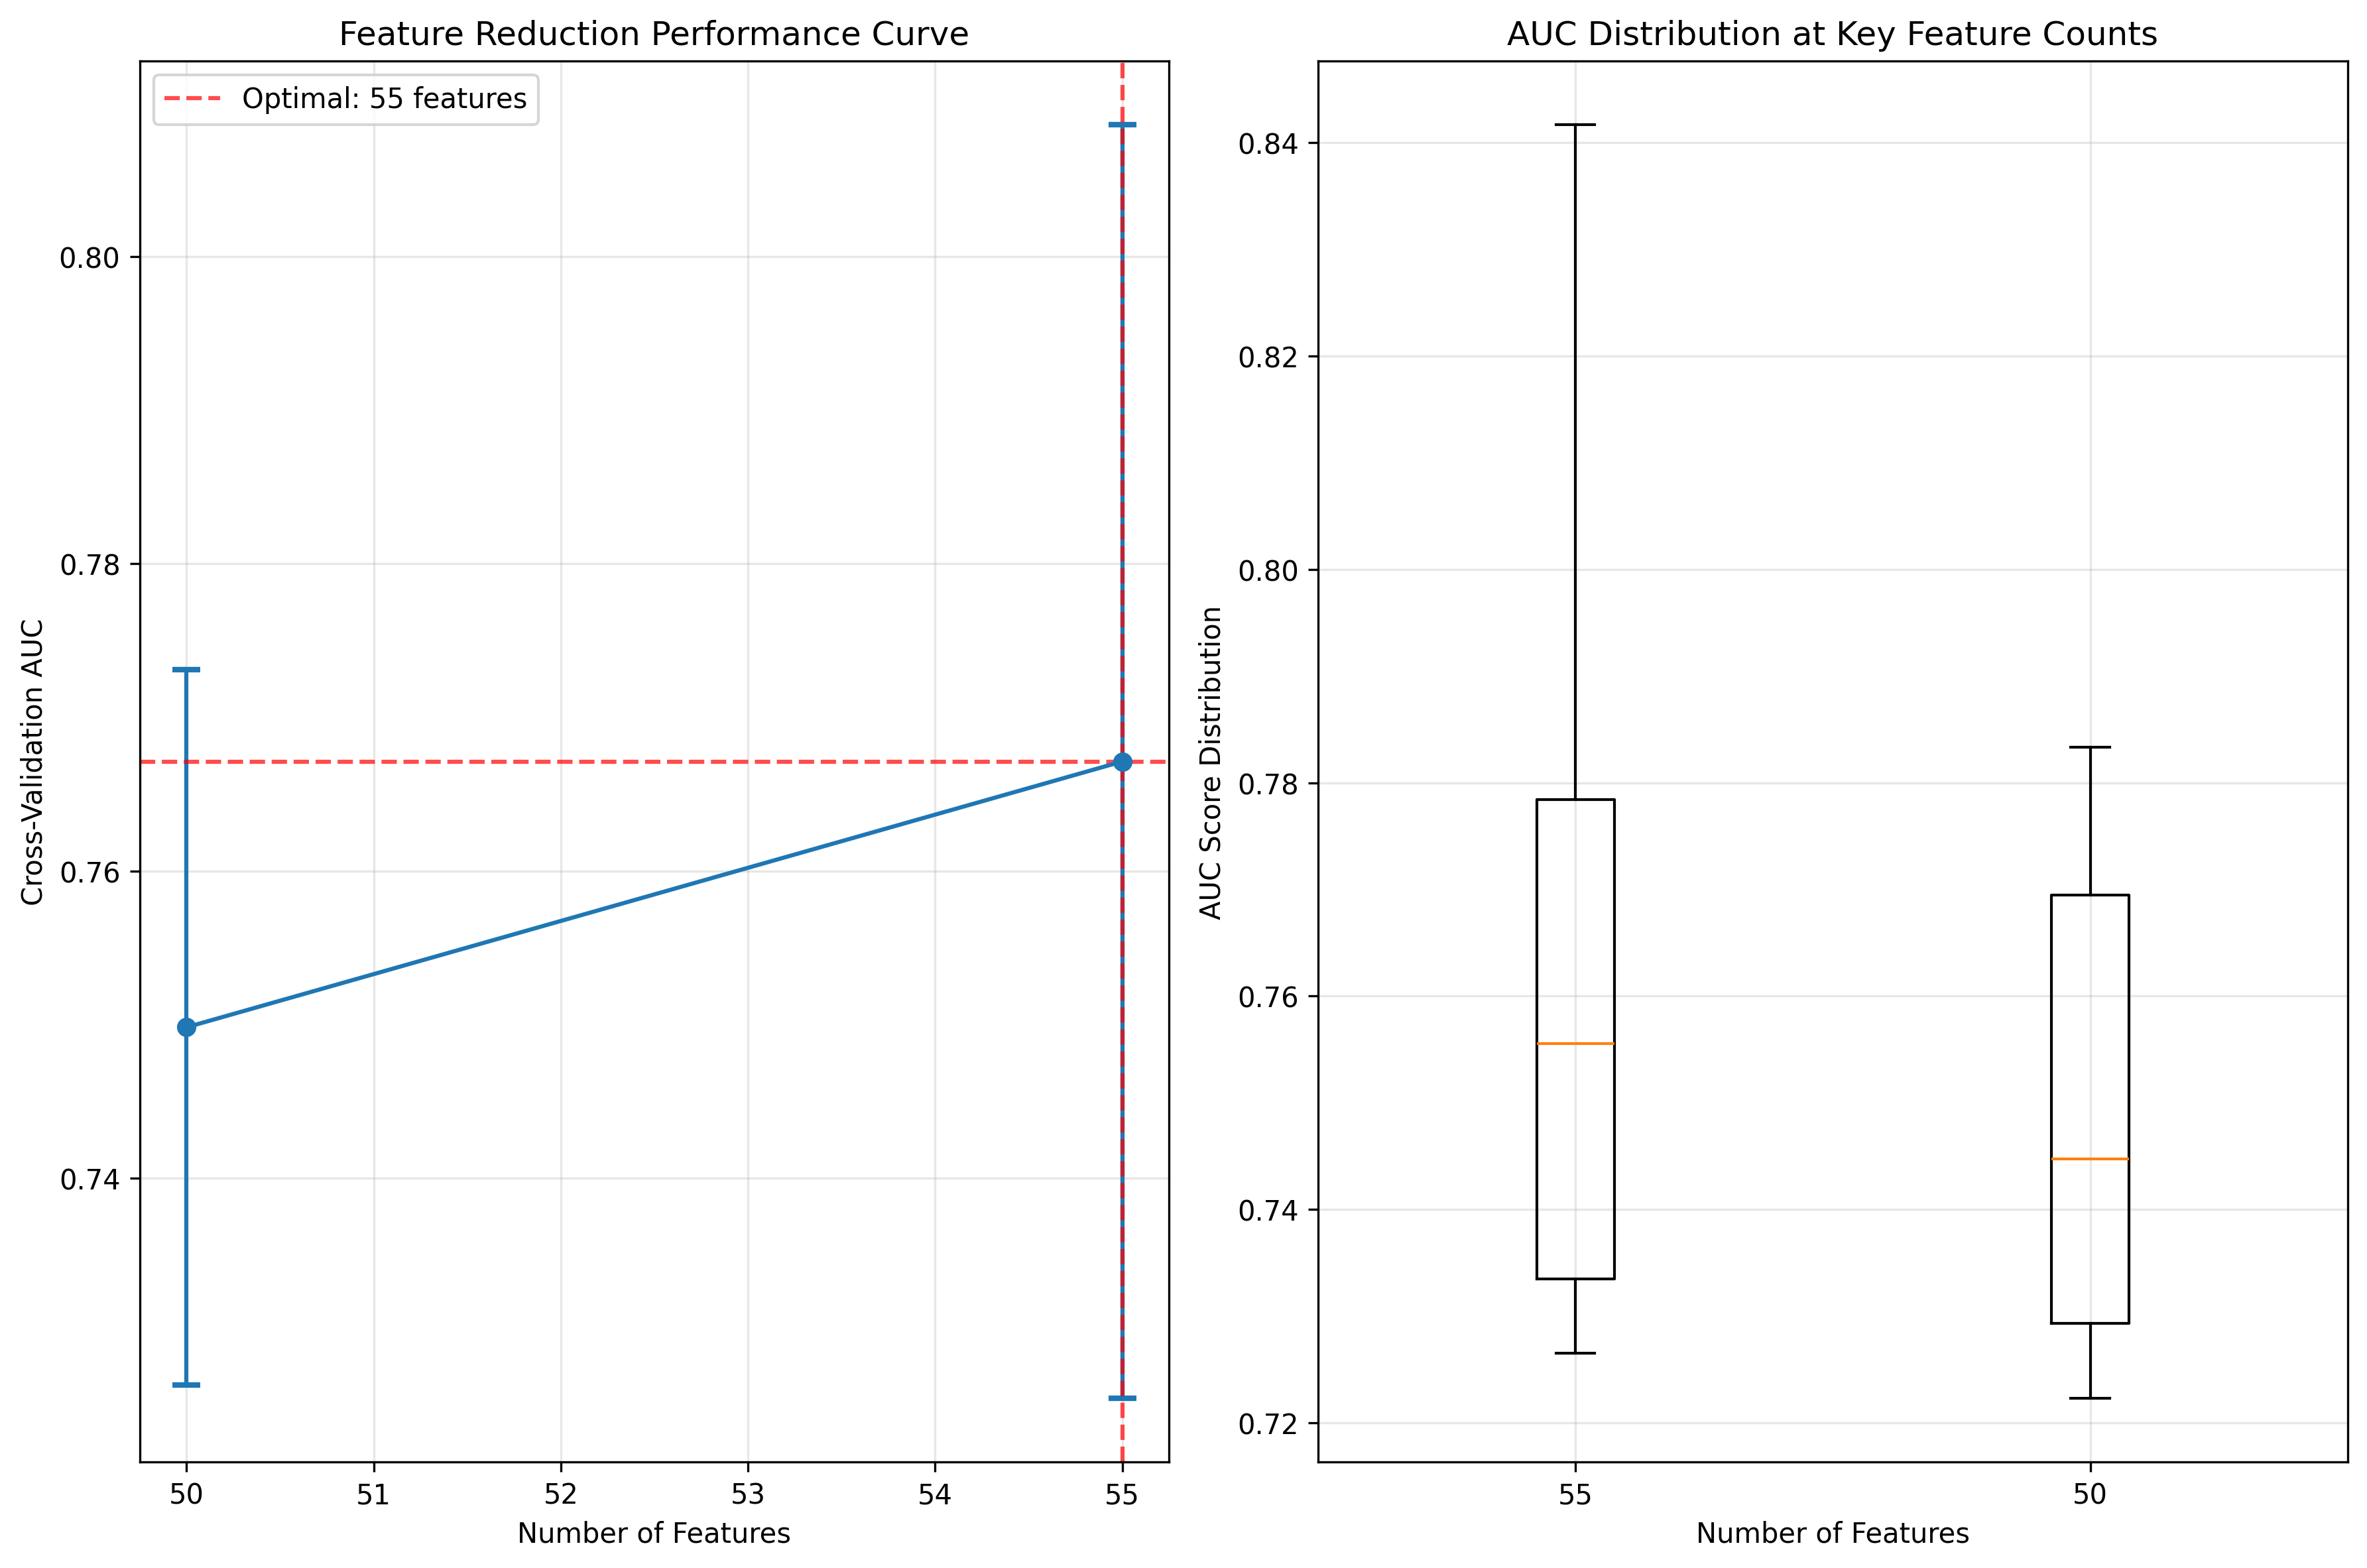 Feature Reduction Performance Curve
Optimal: 55 features
0.80
0.78
0.76
0.74
Cross-Validation AUC
50 51 52 53 54 55
Number of Features
AUC Distribution at Key Feature Counts
0.84
0.82
0.80
0.78
0.76
0.74
0.72
AUC Score Distribution
55 50
Number of Features